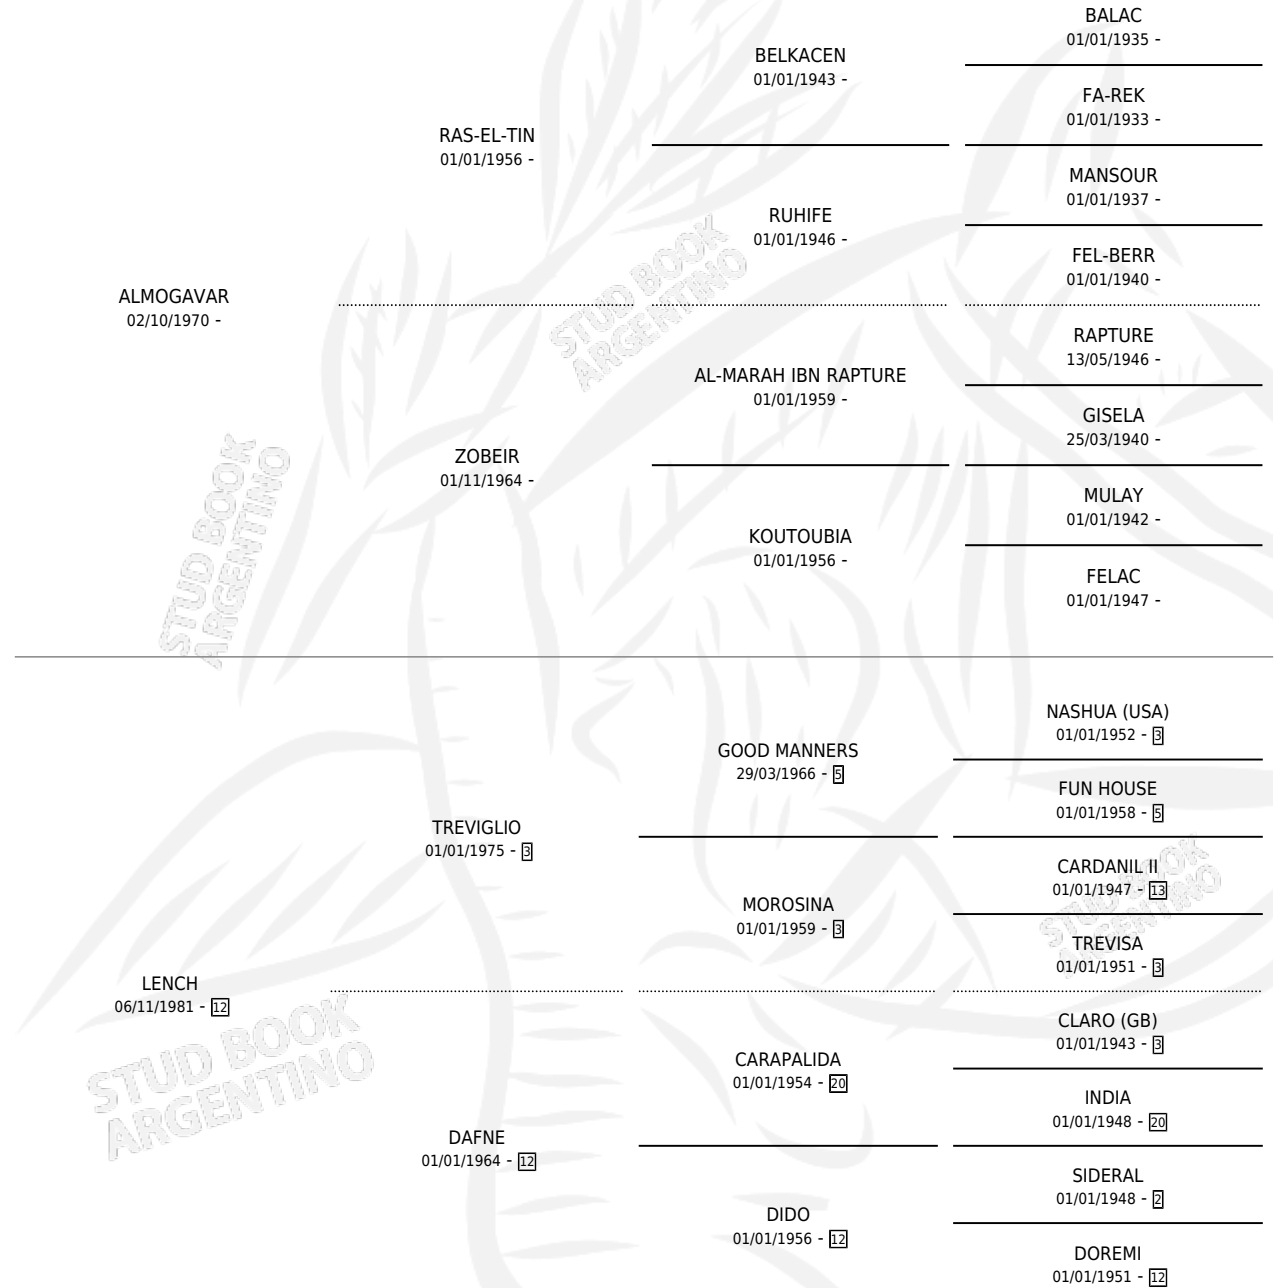 BALAC
01/01/1935 -
BELKACEN
01/01/1943 -
FA-REK
01/01/1933 -
RAS-EL-TIN
01/01/1956 -
MANSOUR
01/01/1937 -
RUHIFE
01/01/1946 -
FEL-BERR
01/01/1940 -
ALMOGAVAR
02/10/1970 -
RAPTURE
13/05/1946 -
AL-MARAH IBN RAPTURE
01/01/1959 -
GISELA
25/03/1940 -
ZOBEIR
01/11/1964 -
MULAY
01/01/1942 -
KOUTOUBIA
01/01/1956 -
FELAC
01/01/1947 -
STUD BOOK
ARGENTINO
STUD BOOK
ARGENTINO
NASHUA (USA)
01/01/1952 - 3
GOOD MANNERS
29/03/1966 - 5
FUN HOUSE
01/01/1958 - 5
TREVIGLIO
01/01/1975 - 3
CARDANIL II
01/01/1947 - 13
MOROSINA
01/01/1959 - 3
TREVISA
01/01/1951 - 3
LENCH
06/11/1981 - 12
CLARO (GB)
01/01/1943 - 3
CARAPALIDA
01/01/1954 - 20
INDIA
01/01/1948 - 20
DAFNE
01/01/1964 - 12
SIDERAL
01/01/1948 - 2
DIDO
01/01/1956 - 12
DOREMI
01/01/1951 - 12
STUD BOOK
ARGENTINO
STUD BOOK
ARGENTINO